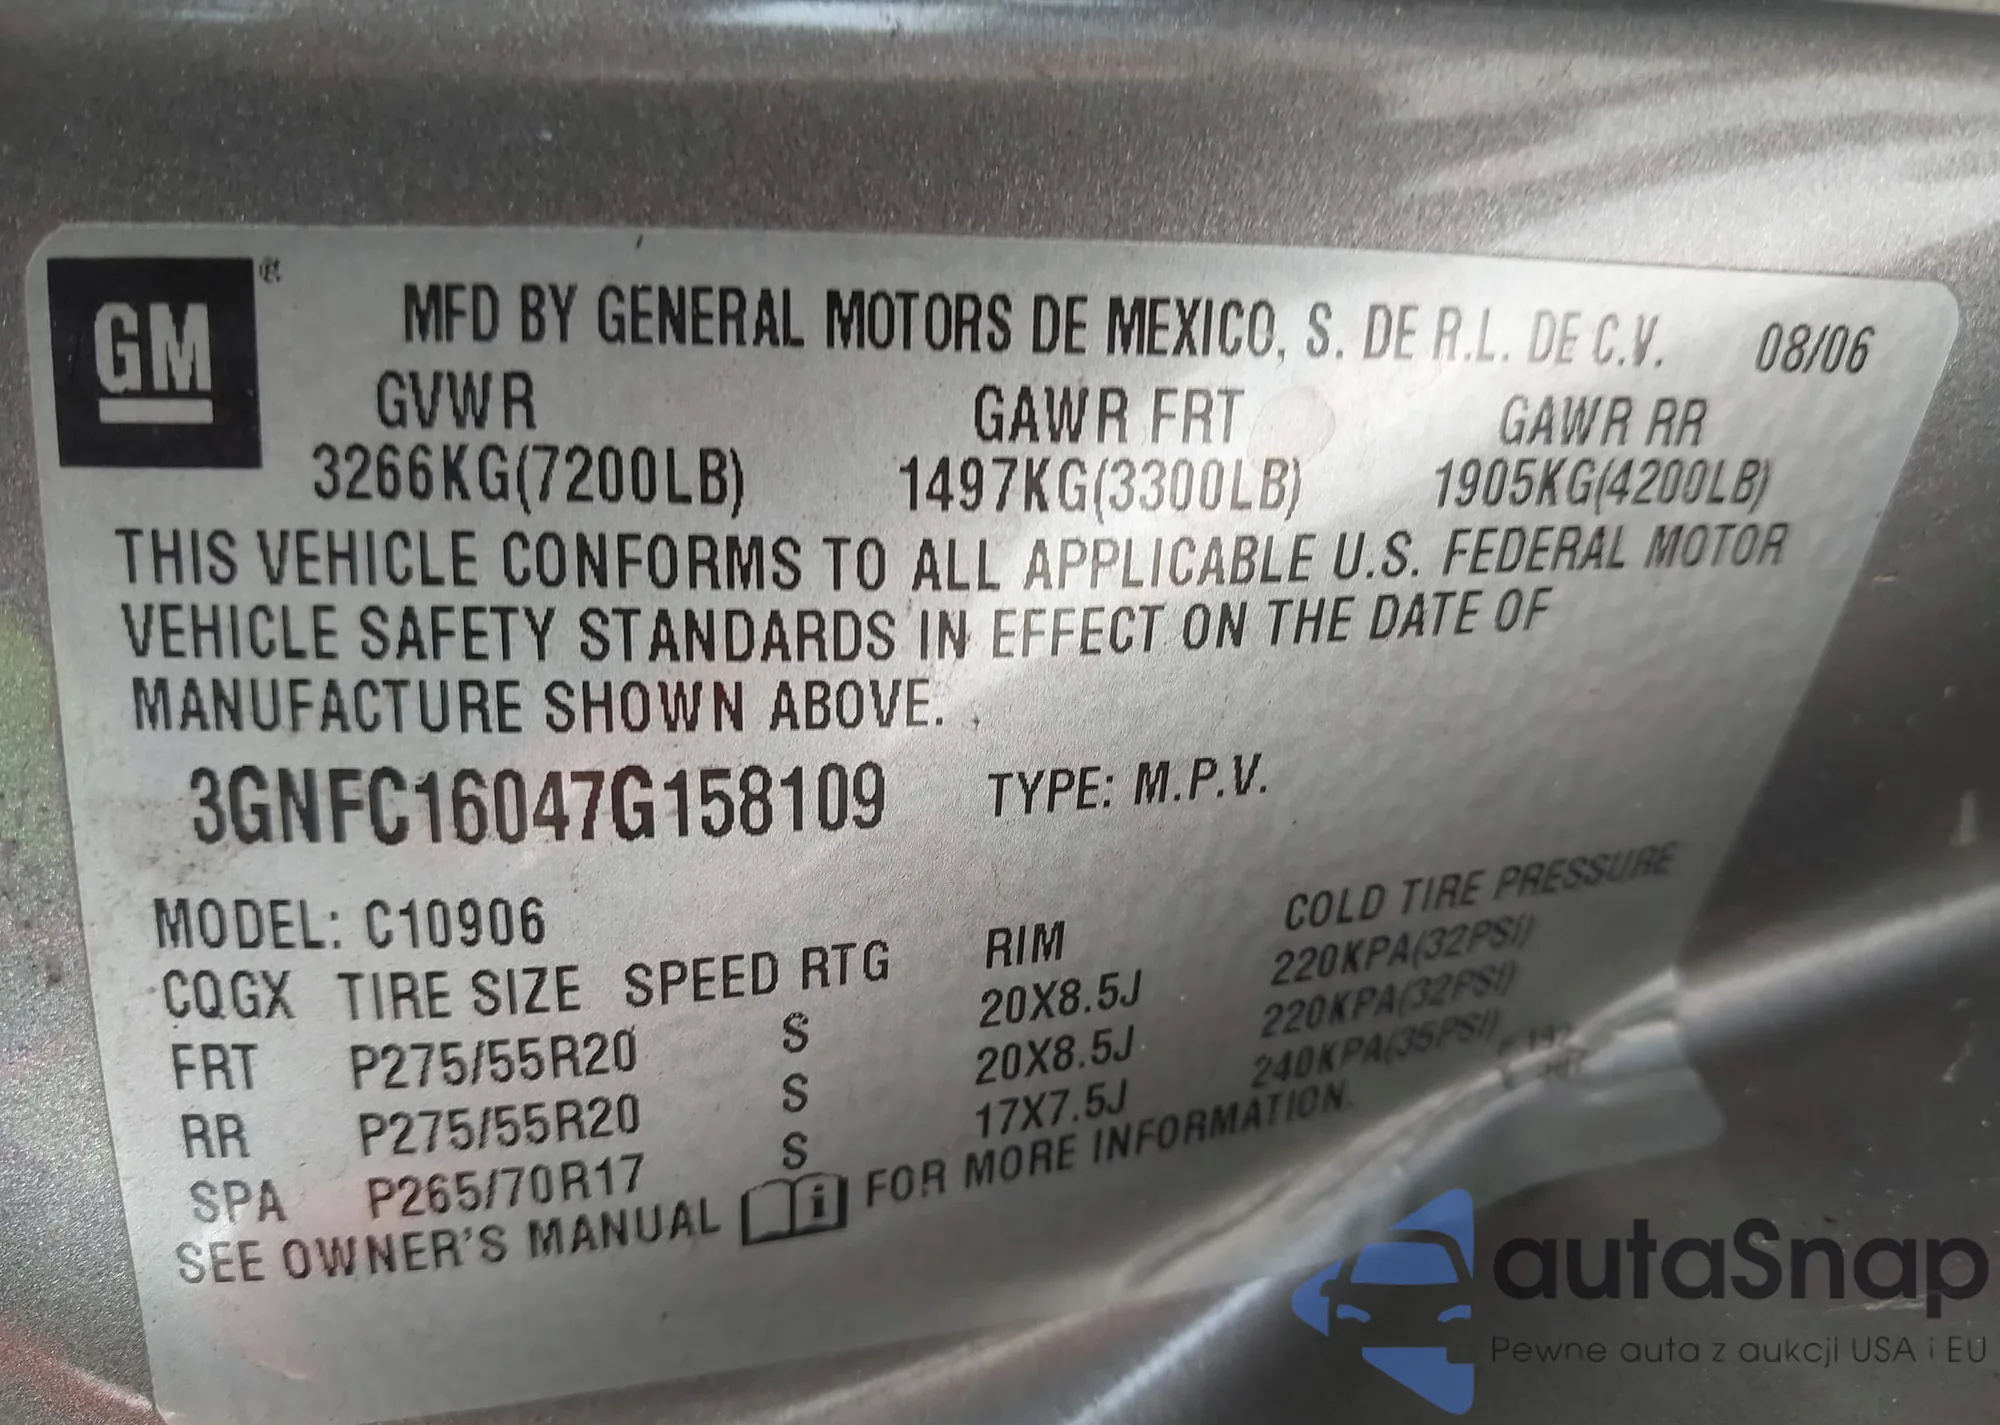 GM ®
MFD BY GENERAL MOTORS DE MEXICO, S. DE R.L. DE C.V. 08/06
GVWR GAWR FRT GAWR RR
3266KG(7200LB) 1497KG(3300LB) 1905KG(4200LB)
THIS VEHICLE CONFORMS TO ALL APPLICABLE U.S. FEDERAL MOTOR
VEHICLE SAFETY STANDARDS IN EFFECT ON THE DATE OF
MANUFACTURE SHOWN ABOVE.
3GNFC16047G158109 TYPE: M.P.V.
MODEL: C10906
CQGX TIRE SIZE SPEED RTG RIM COLD TIRE PRESSURE
FRT P275/55R20 S 20X8.5J 220KPA(32PSI)
RR P275/55R20 S 20X8.5J 220KPA(32PSI)
SPA P265/70R17 S 17X7.5J 240KPA(35PSI)
SEE OWNER'S MANUAL i FOR MORE INFORMATION.
autaSnap
Pewne auta z aukcji USA i EU